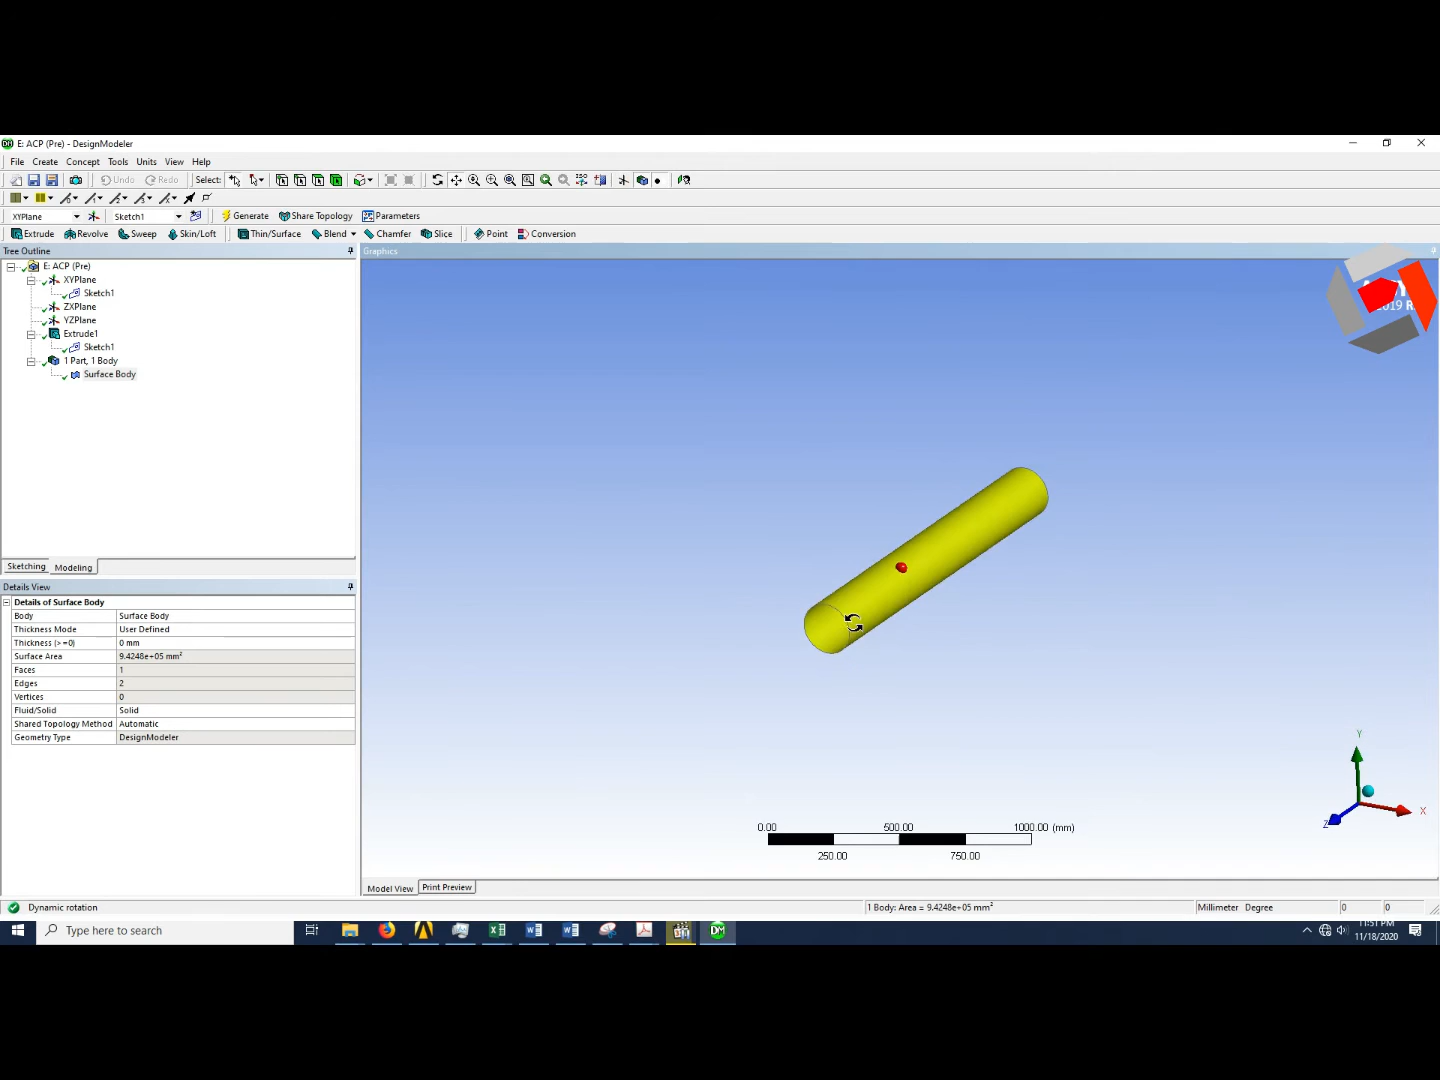 E: ACP (Pre) - DesignModeler
File Create Concept Tools Units View Help
Undo Redo Select:
XYPlane Sketch1 Generate Share Topology Parameters
Extrude Revolve Sweep Skin/Loft Thin/Surface Blend Chamfer Slice Point Conversion
Tree Outline
Graphics
E: ACP (Pre)
XYPlane
Sketch1
ZXPlane
YZPlane
Extrude1
Sketch1
1 Part, 1 Body
Surface Body
Sketching Modeling
Details View
Details of Surface Body
Body Surface Body
Thickness Mode User Defined
Thickness (>=0) 0 mm
Surface Area 9.4248e+05 mm²
Faces 1
Edges 2
Vertices 0
Fluid/Solid Solid
Shared Topology Method Automatic
Geometry Type DesignModeler
Y
X
Z
0.00 500.00 1000.00 (mm)
250.00 750.00
Model View Print Preview
Dynamic rotation
1 Body: Area = 9.4248e+05 mm²
Millimeter Degree 0 0
Type here to search
11:51 PM
11/18/2020